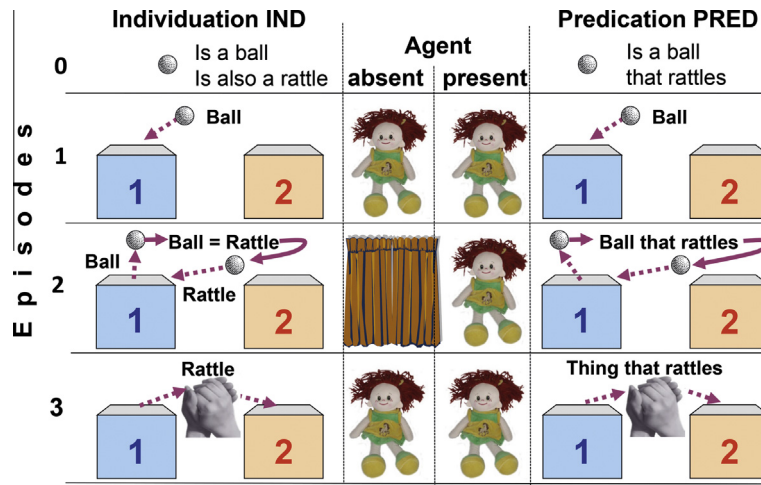 Individuation IND
Agent
Predication PRED
0
Is a ball
Is also a rattle
absent
present
Is a ball
that rattles
Episodes
1
Ball
1
2
Ball
1
2
2
Ball = Rattle
Ball
Rattle
1
2
Ball that rattles
1
2
3
Rattle
1
2
Thing that rattles
1
2